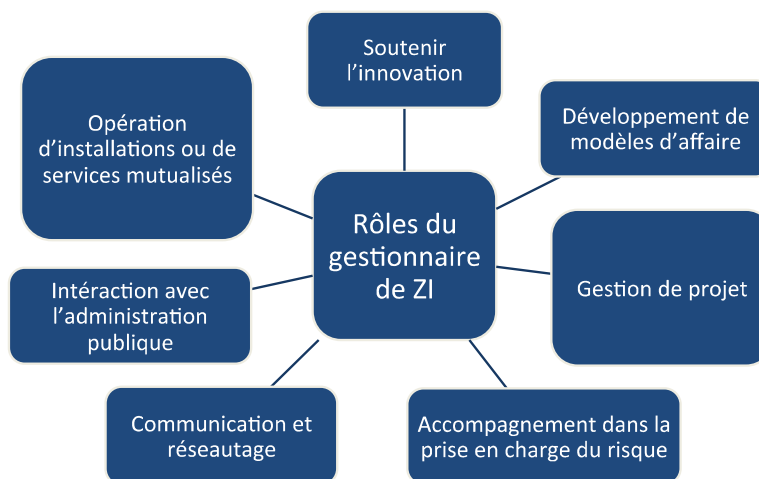 Soutenir
l'innovation
Développement de
modèles d'affaire
Opération
d'installations ou de
services mutualisés
Rôles du
gestionnaire
de ZI
Gestion de projet
Intéraction avec
l'administration
publique
Communication et
réseautage
Accompagnement dans la
prise en charge du risque